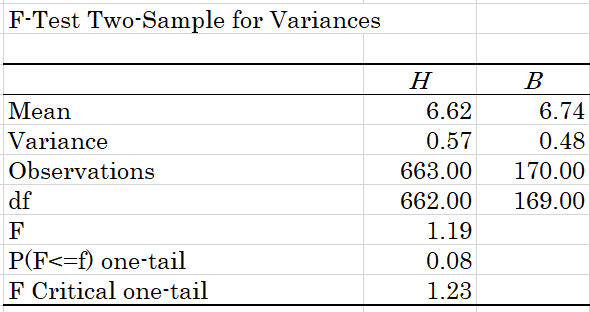 F-Test Two-Sample for Variances
H B
Mean 6.62 6.74
Variance 0.57 0.48
Observations 663.00 170.00
df 662.00 169.00
F 1.19
P(F<=f) one-tail 0.08
F Critical one-tail 1.23